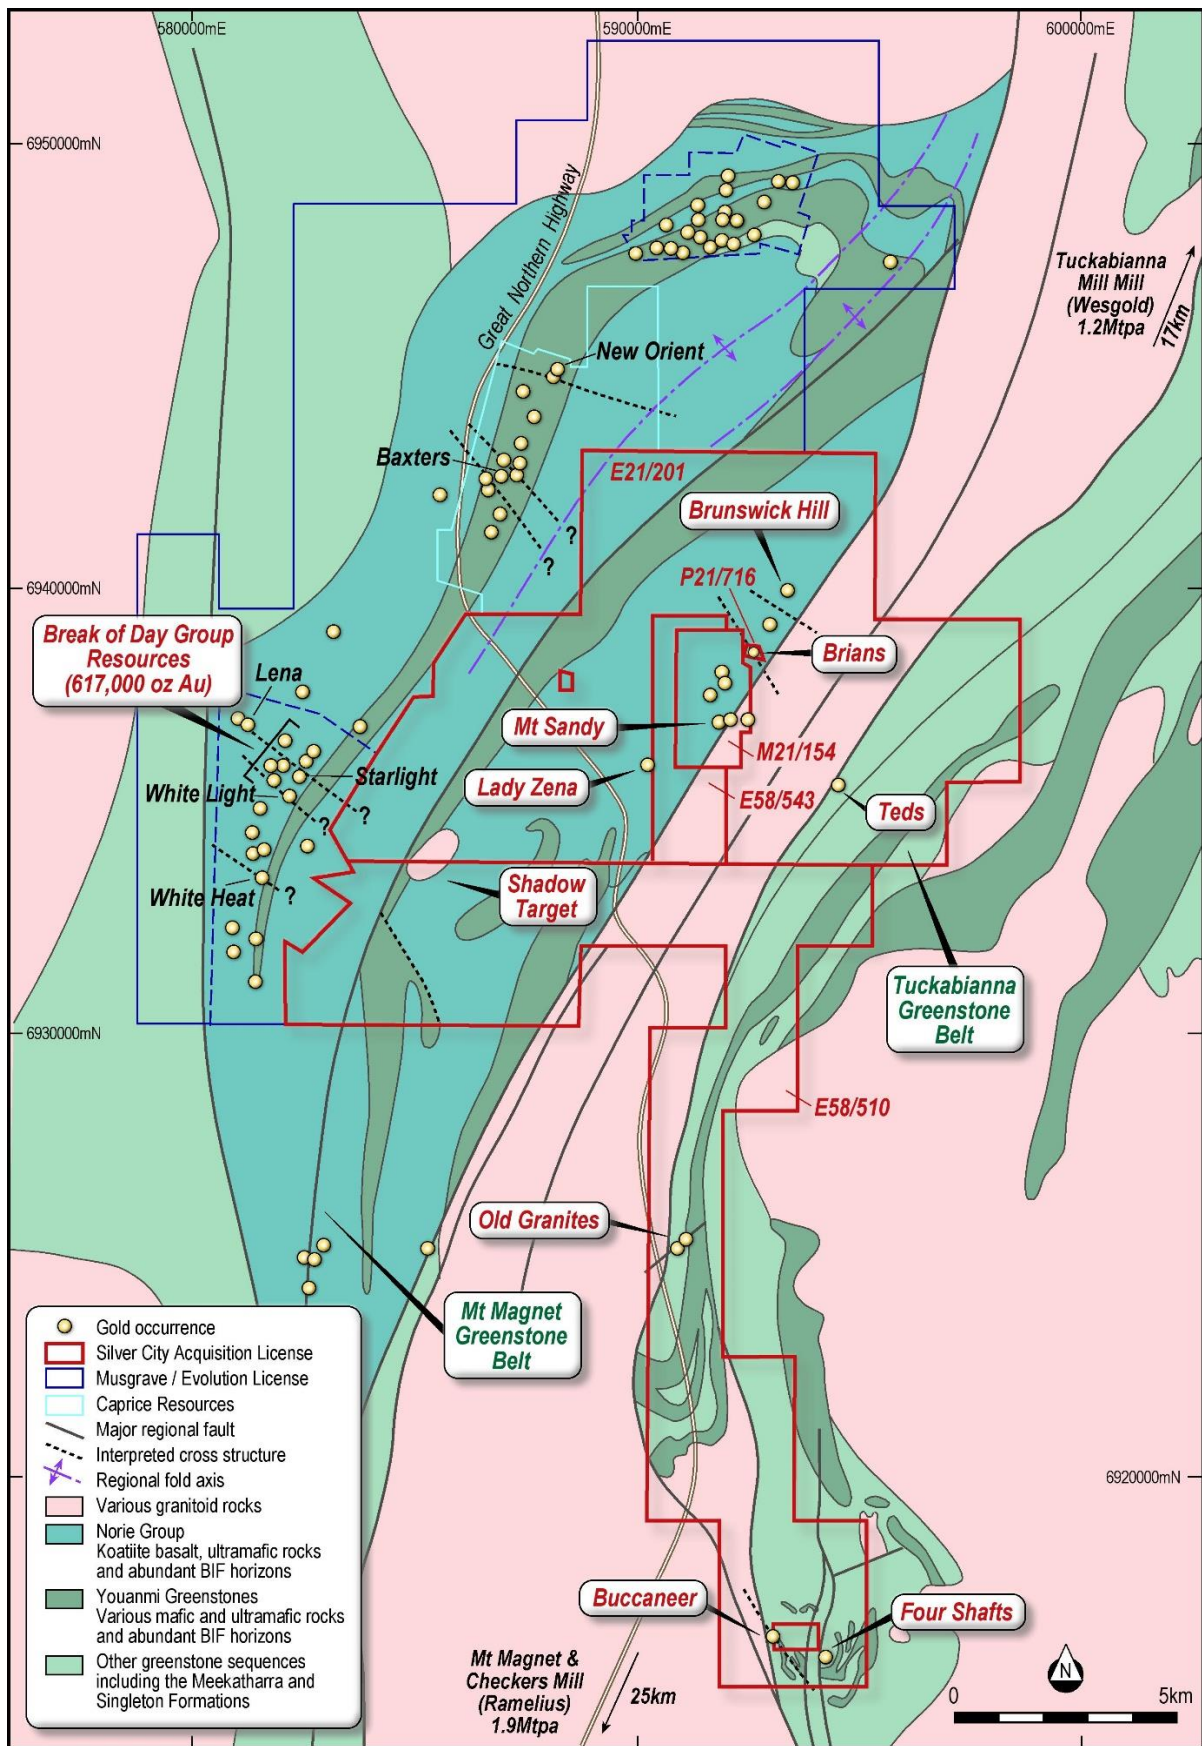 580000mE
590000mE
600000mE
6950000mN
Great Northern Highway
Tuckabianna
Mill Mill
(Wesgold)
1.2Mtpa
17km
New Orient
Baxters
E21/201
Brunswick Hill
?
?
6940000mN
P21/716
Break of Day Group
Resources
(617,000 oz Au)
Brians
Lena
Mt Sandy
M21/154
Starlight
White Light
Lady Zena
E58/543
Teds
?
?
Shadow
Target
White Heat
?
Tuckabianna
Greenstone
Belt
6930000mN
E58/510
Old Granites
Mt Magnet
Greenstone
Belt
Gold occurrence
Silver City Acquisition License
Musgrave / Evolution License
Caprice Resources
Major regional fault
Interpreted cross structure
Regional fold axis
Various granitoid rocks
Norie Group
Koatiite basalt, ultramafic rocks
and abundant BIF horizons
Youanmi Greenstones
Various mafic and ultramafic rocks
and abundant BIF horizons
Other greenstone sequences
including the Meekatharra and
Singleton Formations
6920000mN
Buccaneer
Four Shafts
Mt Magnet &
Checkers Mill
(Ramelius)
1.9Mtpa
25km
N
0
5km